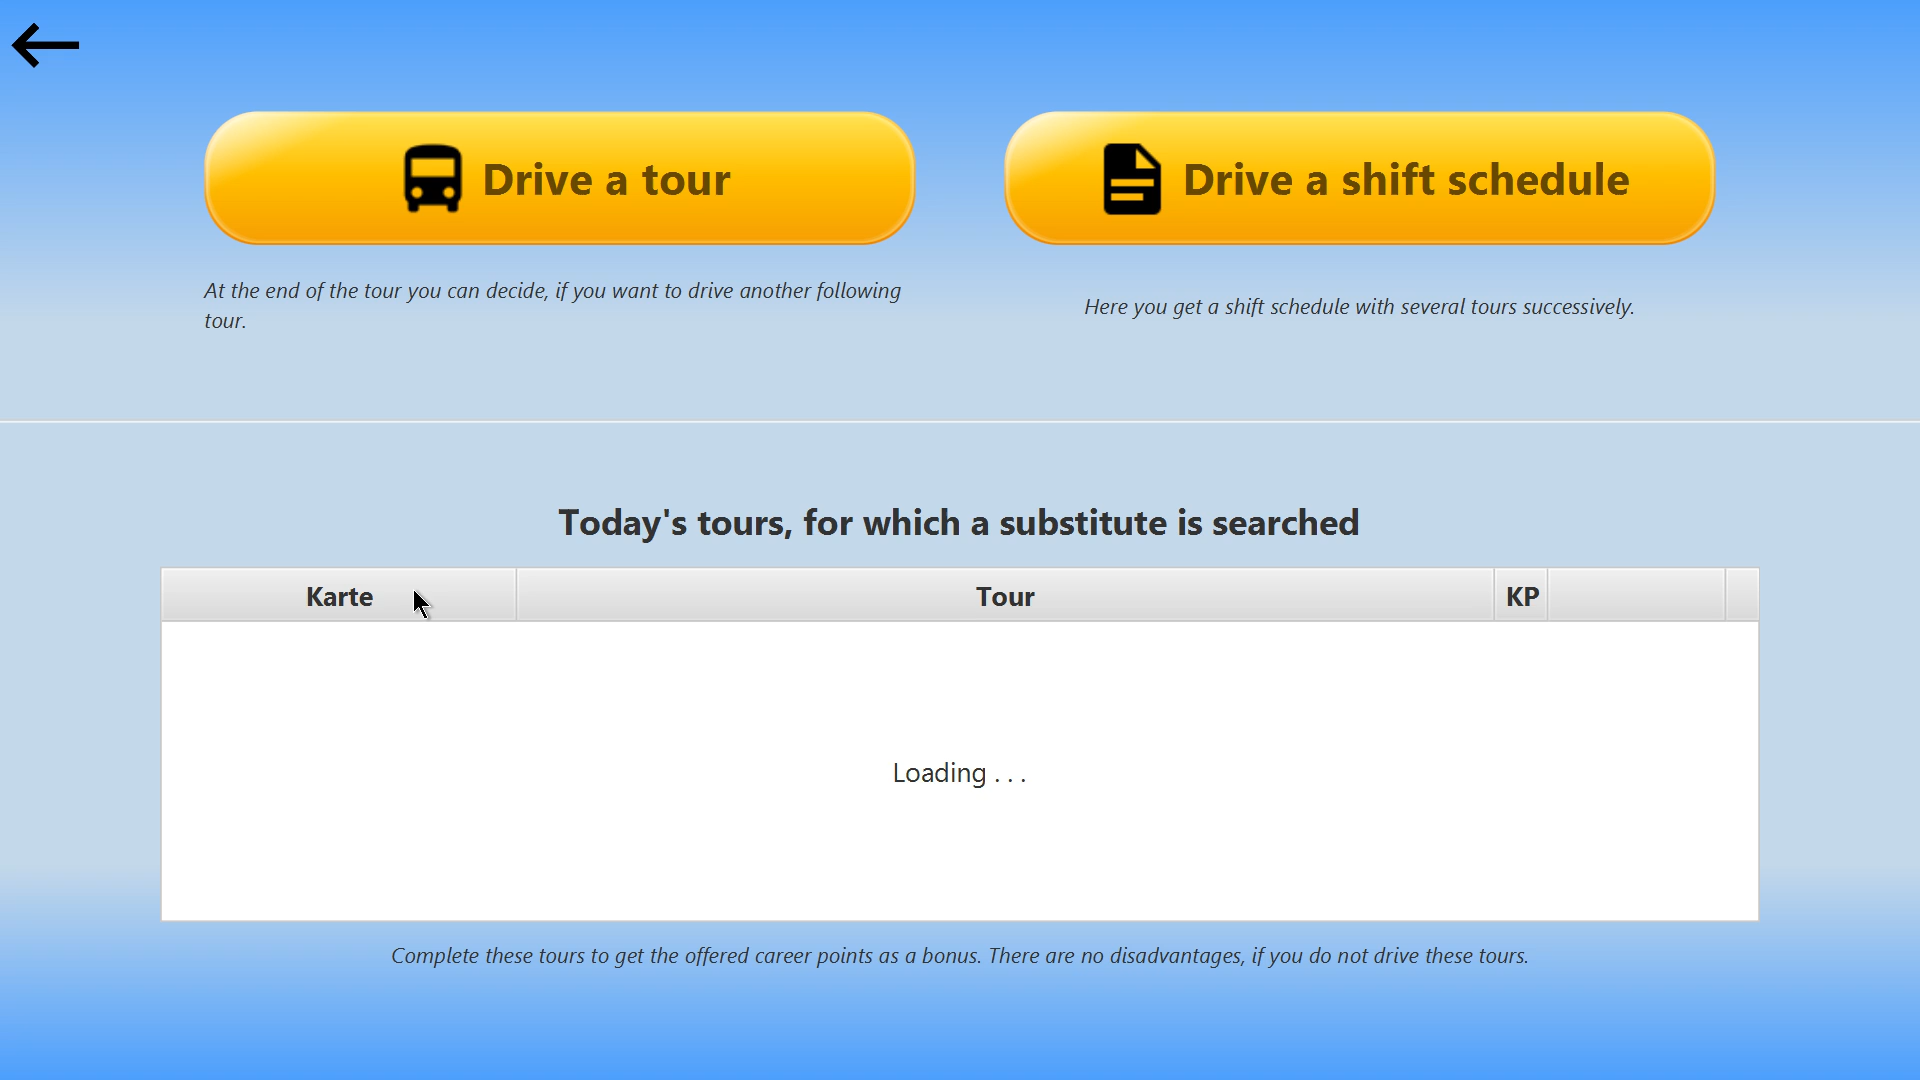 Drive a tour
Drive a shift schedule
At the end of the tour you can decide, if you want to drive another following
tour.
Here you get a shift schedule with several tours successively.
Today's tours, for which a substitute is searched
Karte Tour KP
Loading . . .
Complete these tours to get the offered career points as a bonus. There are no disadvantages, if you do not drive these tours.